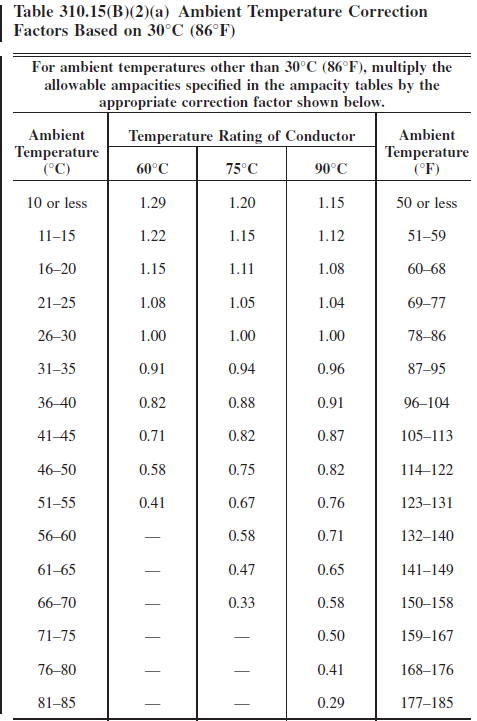 Table 310.15(B)(2)(a) Ambient Temperature Correction
Factors Based on 30°C (86°F)
For ambient temperatures other than 30°C (86°F), multiply the
allowable ampacities specified in the ampacity tables by the
appropriate correction factor shown below.
Ambient Temperature (°C) Temperature Rating of Conductor Ambient Temperature (°F)
60°C 75°C 90°C
10 or less 1.29 1.20 1.15 50 or less
11–15 1.22 1.15 1.12 51–59
16–20 1.15 1.11 1.08 60–68
21–25 1.08 1.05 1.04 69–77
26–30 1.00 1.00 1.00 78–86
31–35 0.91 0.94 0.96 87–95
36–40 0.82 0.88 0.91 96–104
41–45 0.71 0.82 0.87 105–113
46–50 0.58 0.75 0.82 114–122
51–55 0.41 0.67 0.76 123–131
56–60 — 0.58 0.71 132–140
61–65 — 0.47 0.65 141–149
66–70 — 0.33 0.58 150–158
71–75 — — 0.50 159–167
76–80 — — 0.41 168–176
81–85 — — 0.29 177–185